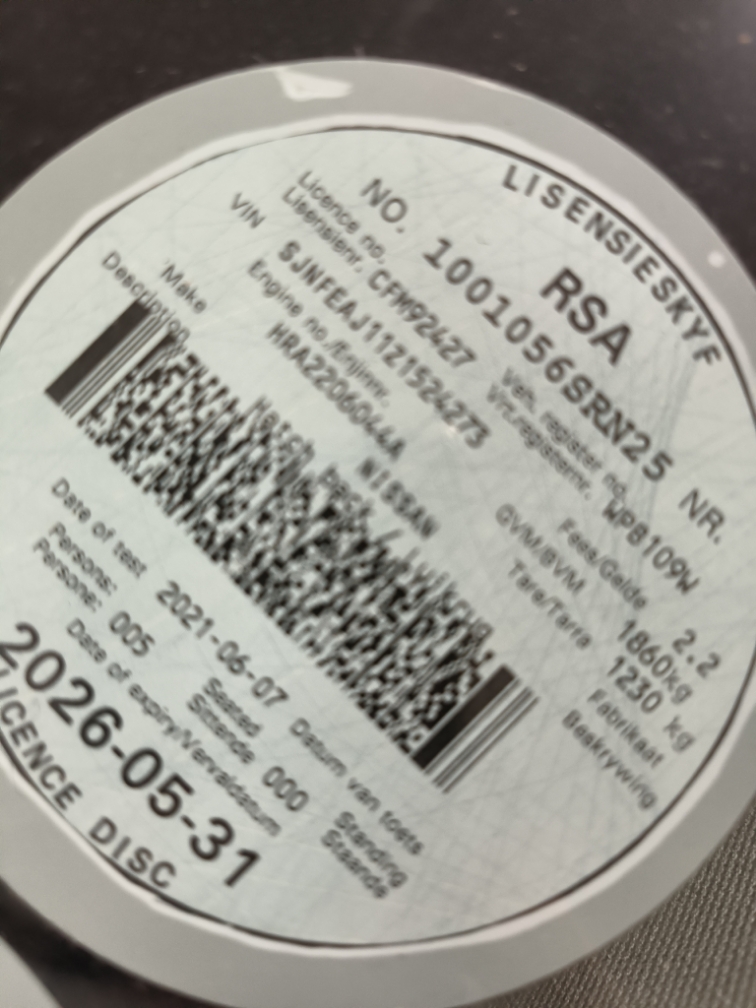 LISENSIESKYF
RSA
NO. 1001056SRN25 NR.
Licence no. Veh. register no.
Lisensienr. CFM92427 Vrt.registernr. WPB109W
VIN SJNFEAJ11Z1524273 Fees/Gelde 2.2
Engine no./Enjinnr. GVM/BVM 1860kg
HRA2206044A Tare/Tarra 1230 kg
Make NISSAN Fabrikaat
Description Beskrywing
Date of test 2021-06-07 Datum van toets
Persons: 005 Seated 000 Standing
Persone: Sittende Staande
Date of expiry/Vervaldatum
2026-05-31
LICENCE DISC